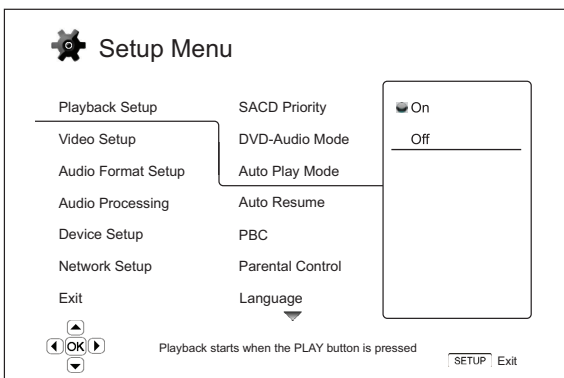 Setup Menu
Playback Setup
Video Setup
Audio Format Setup
Audio Processing
Device Setup
Network Setup
Exit
SACD Priority
DVD-Audio Mode
Auto Play Mode
Auto Resume
PBC
Parental Control
Language
On
Off
OK
Playback starts when the PLAY button is pressed
SETUP Exit